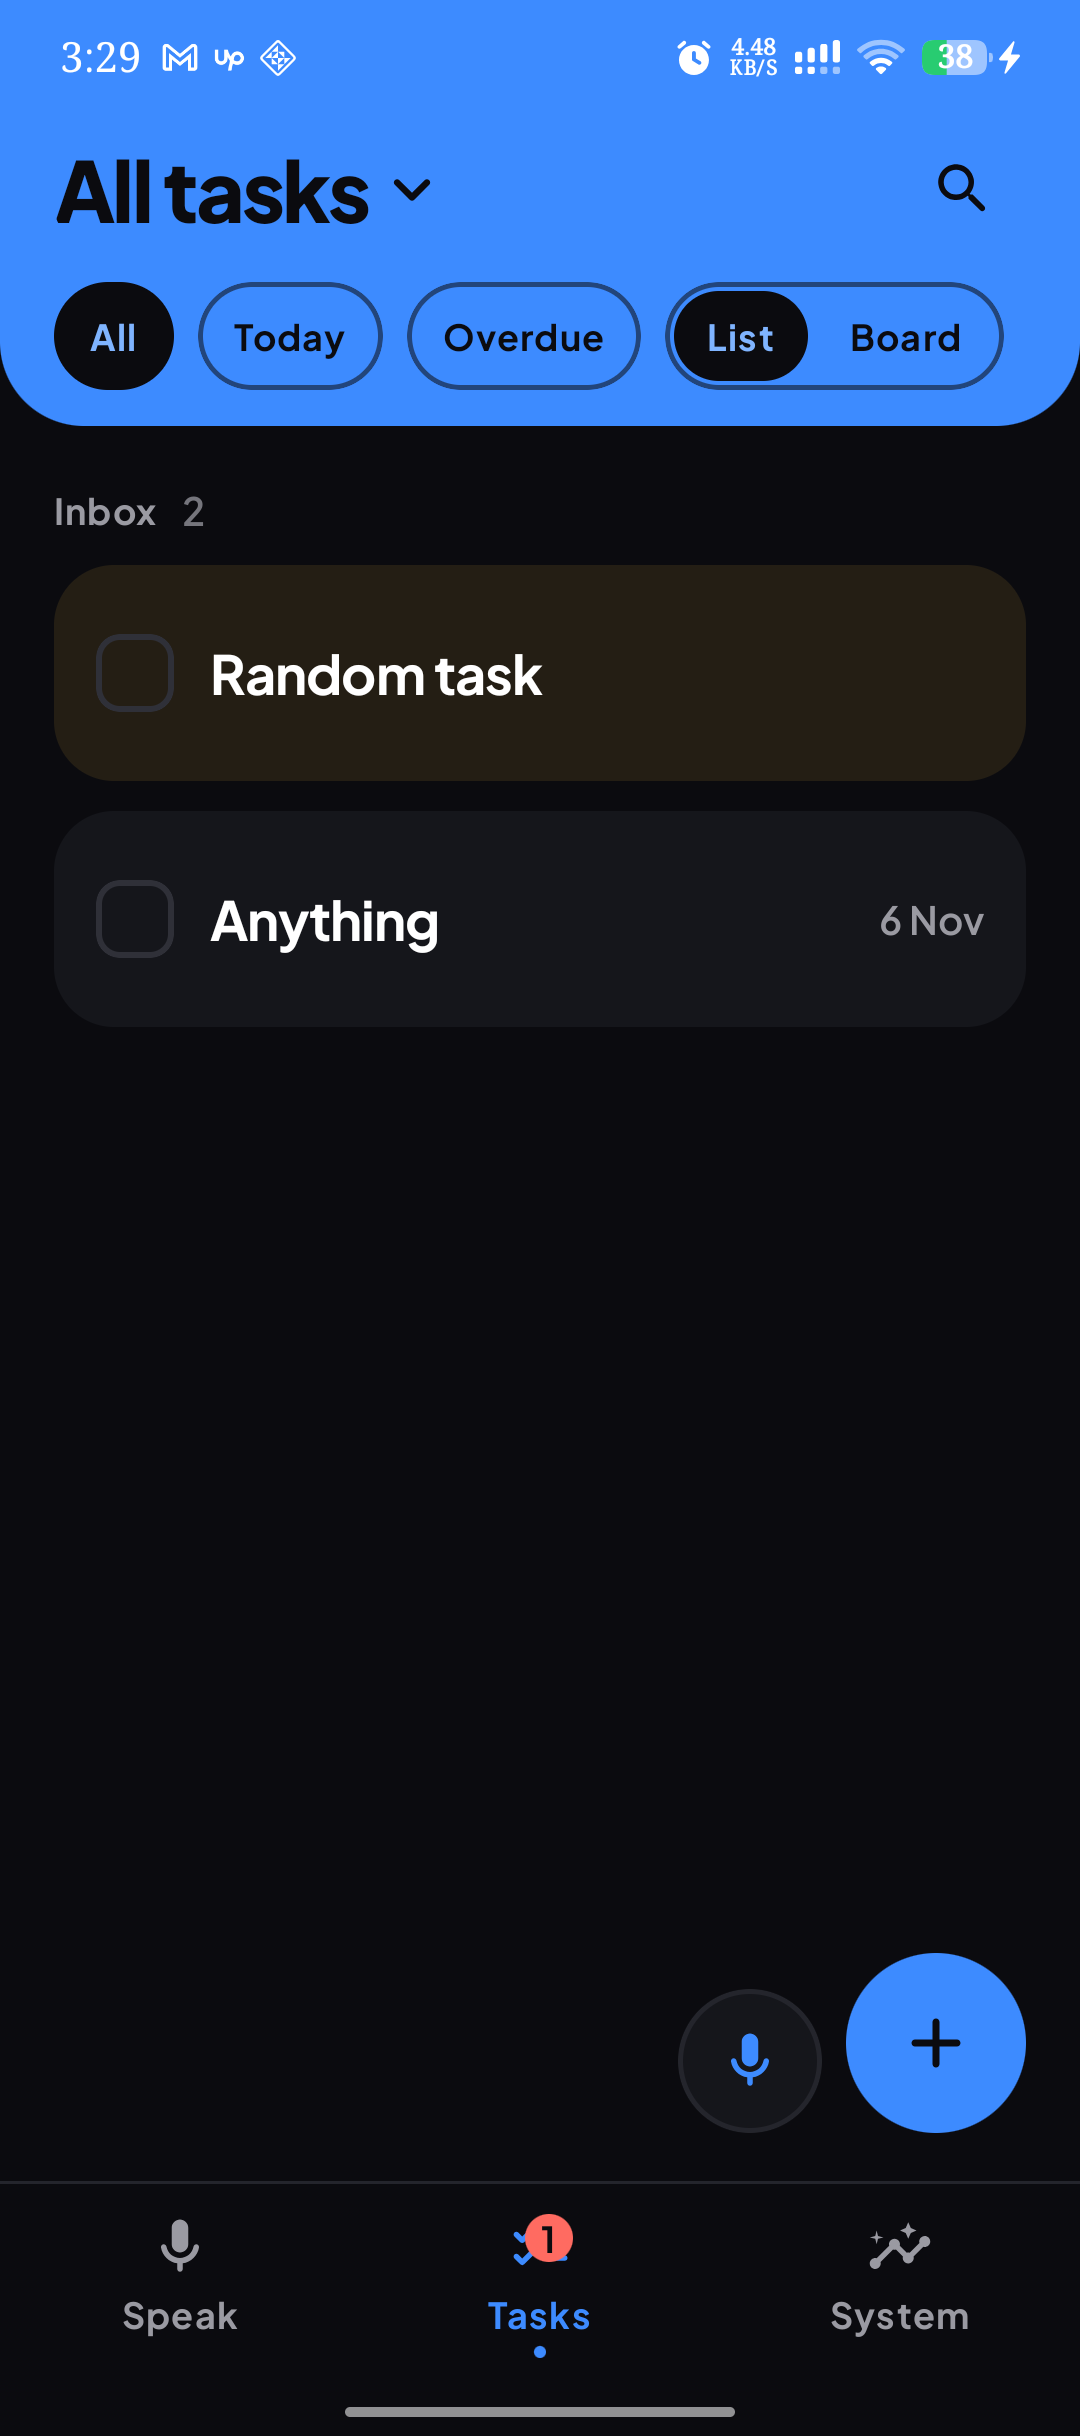 3:29
4.48
KB/S
38
All tasks
All Today Overdue List Board
Inbox 2
Random task
Anything 6 Nov
1
Speak Tasks System